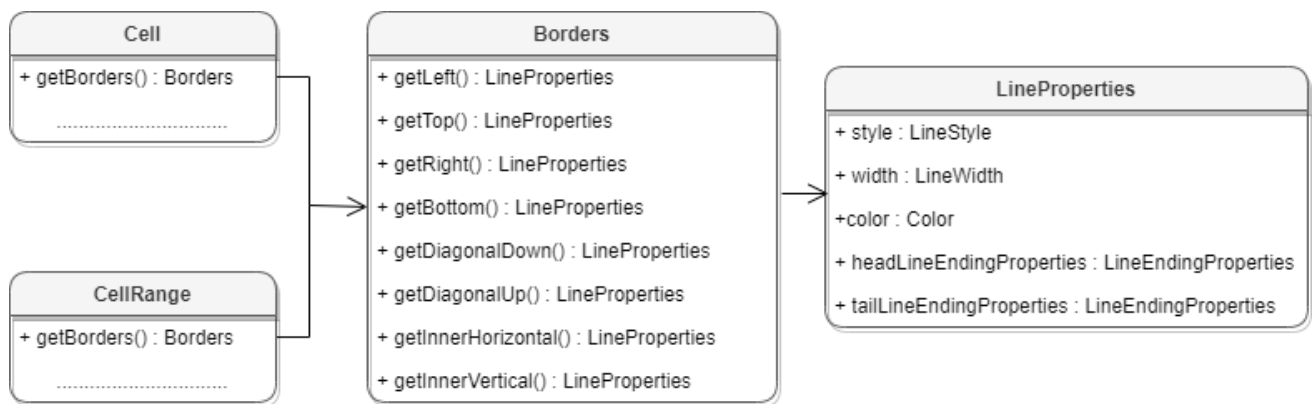 Cell
+ getBorders() : Borders
................................
CellRange
+ getBorders() : Borders
................................
Borders
+ getLeft() : LineProperties
+ getTop() : LineProperties
+ getRight() : LineProperties
+ getBottom() : LineProperties
+ getDiagonalDown() : LineProperties
+ getDiagonalUp() : LineProperties
+ getInnerHorizontal() : LineProperties
+ getInnerVertical() : LineProperties
LineProperties
+ style : LineStyle
+ width : LineWidth
+color : Color
+ headLineEndingProperties : LineEndingProperties
+ tailLineEndingProperties : LineEndingProperties